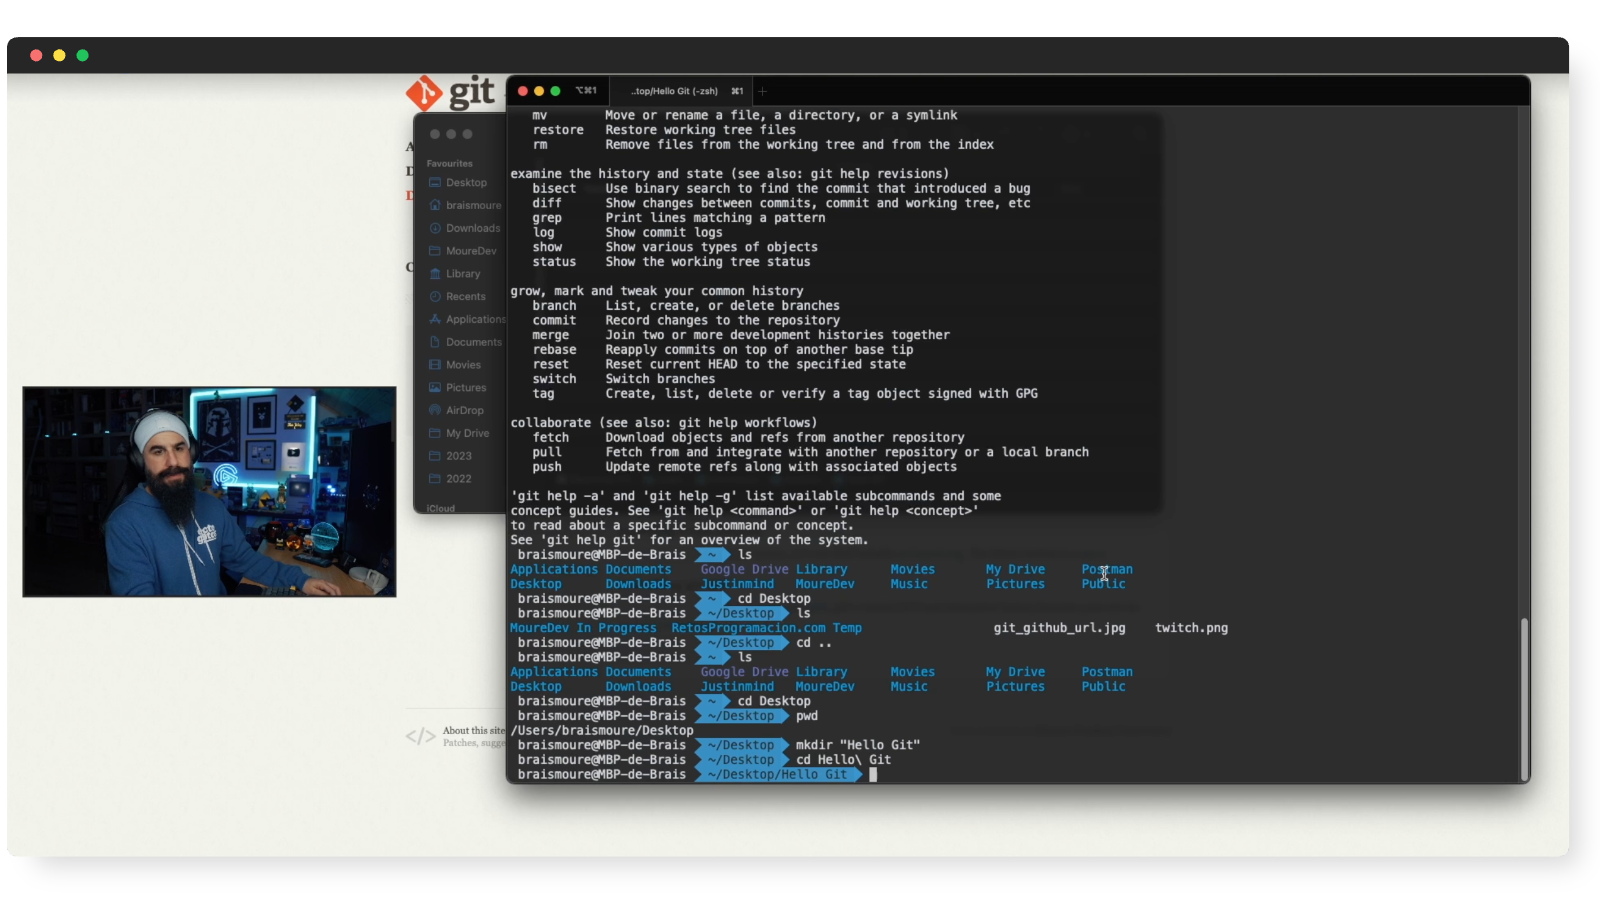 git
⌥⌘1
..top/Hello Git (-zsh) ⌘1
Favourites
Desktop
braismoure
Downloads
MoureDev
Library
Recents
Applications
Documents
Movies
Pictures
AirDrop
My Drive
2023
2022
iCloud
mv Move or rename a file, a directory, or a symlink
restore Restore working tree files
rm Remove files from the working tree and from the index
examine the history and state (see also: git help revisions)
bisect Use binary search to find the commit that introduced a bug
diff Show changes between commits, commit and working tree, etc
grep Print lines matching a pattern
log Show commit logs
show Show various types of objects
status Show the working tree status
grow, mark and tweak your common history
branch List, create, or delete branches
commit Record changes to the repository
merge Join two or more development histories together
rebase Reapply commits on top of another base tip
reset Reset current HEAD to the specified state
switch Switch branches
tag Create, list, delete or verify a tag object signed with GPG
collaborate (see also: git help workflows)
fetch Download objects and refs from another repository
pull Fetch from and integrate with another repository or a local branch
push Update remote refs along with associated objects
'git help -a' and 'git help -g' list available subcommands and some
concept guides. See 'git help <command>' or 'git help <concept>'
to read about a specific subcommand or concept.
See 'git help git' for an overview of the system.
braismoure@MBP-de-Brais ~ ls
Applications Documents Google Drive Library Movies My Drive Postman
Desktop Downloads Justinmind MoureDev Music Pictures Public
braismoure@MBP-de-Brais ~ cd Desktop
braismoure@MBP-de-Brais ~/Desktop ls
MoureDev In Progress RetosProgramacion.com Temp git_github_url.jpg twitch.png
braismoure@MBP-de-Brais ~/Desktop cd ..
braismoure@MBP-de-Brais ~ ls
Applications Documents Google Drive Library Movies My Drive Postman
Desktop Downloads Justinmind MoureDev Music Pictures Public
braismoure@MBP-de-Brais ~ cd Desktop
braismoure@MBP-de-Brais ~/Desktop pwd
/Users/braismoure/Desktop
braismoure@MBP-de-Brais ~/Desktop mkdir "Hello Git"
braismoure@MBP-de-Brais ~/Desktop cd Hello\ Git
braismoure@MBP-de-Brais ~/Desktop/Hello Git
</> About this site
Patches, sugge